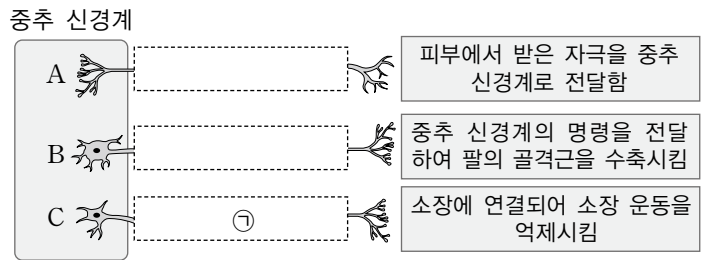 중추 신경계
A
피부에서 받은 자극을 중추
신경계로 전달함
B
중추 신경계의 명령을 전달
하여 팔의 골격근을 수축시킴
C
㉠
소장에 연결되어 소장 운동을
억제시킴